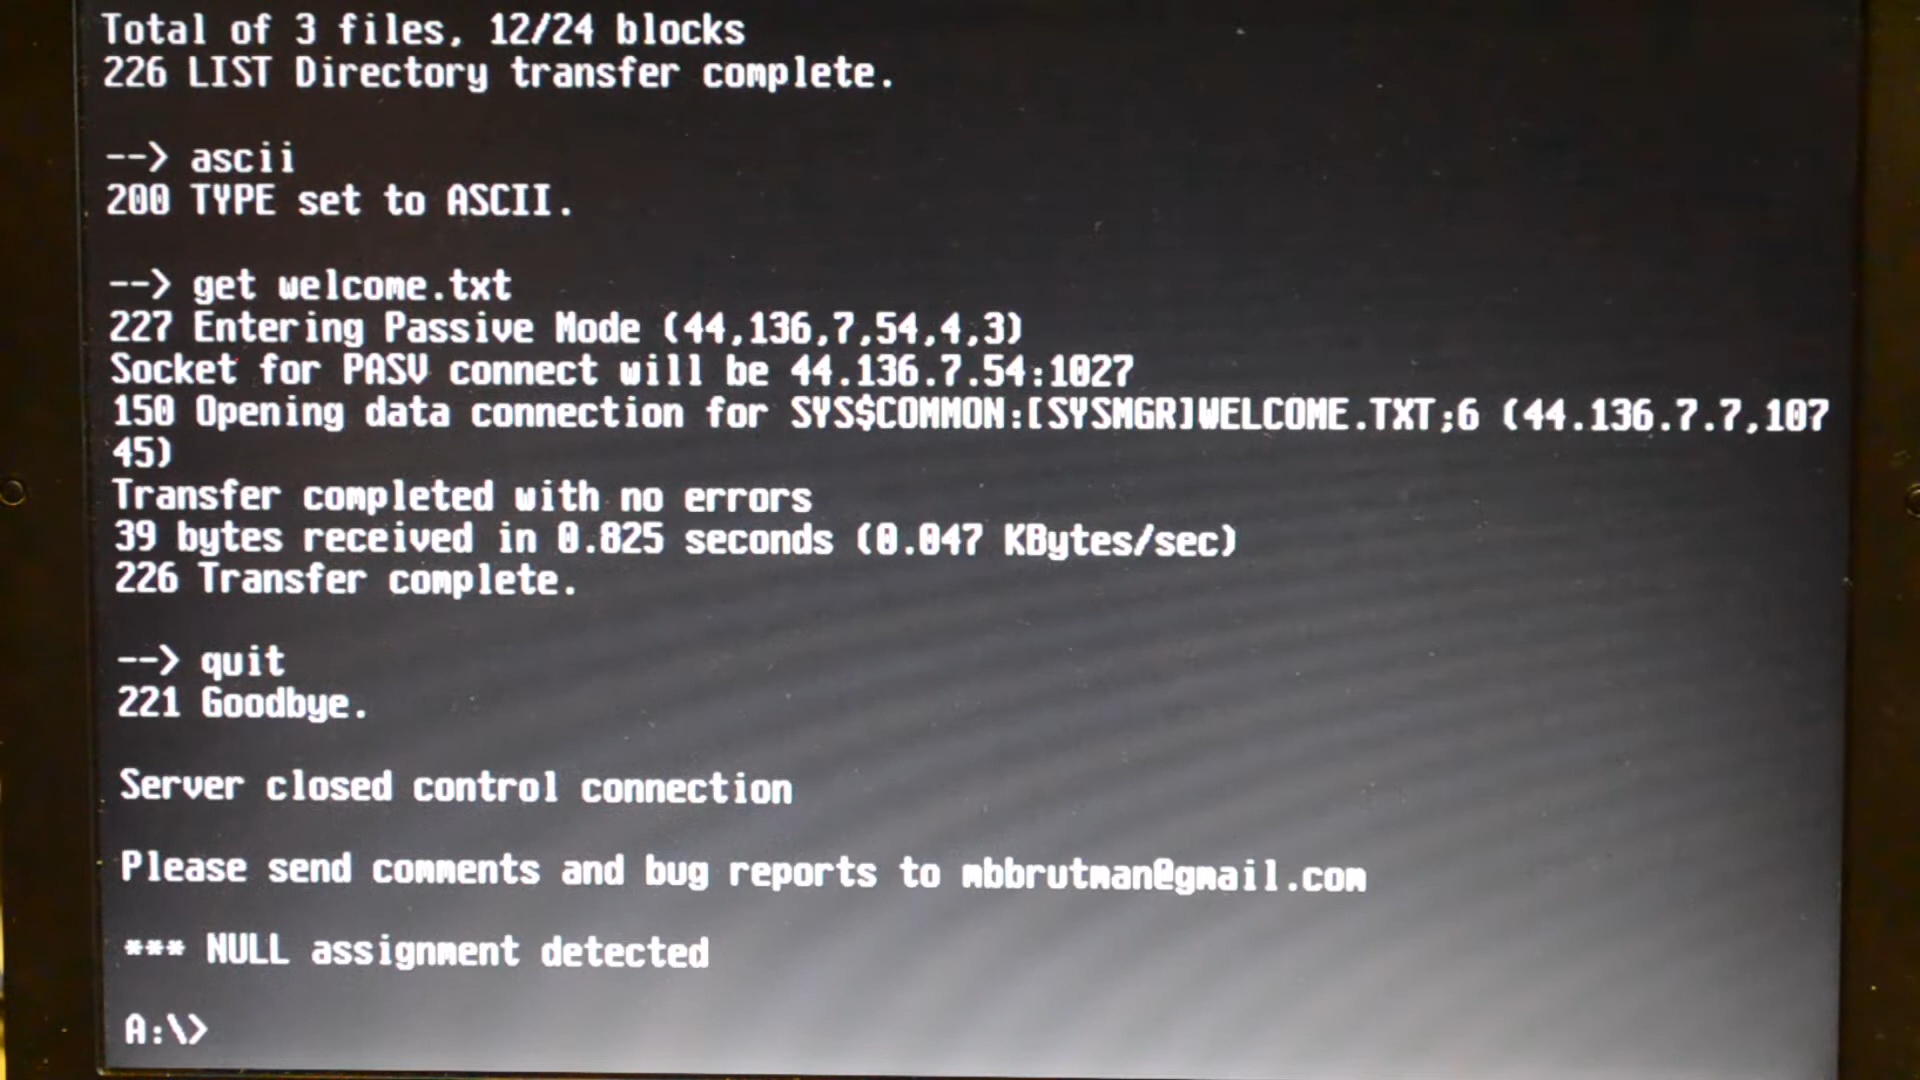 Total of 3 files, 12/24 blocks
226 LIST Directory transfer complete.
--> ascii
200 TYPE set to ASCII.
--> get welcome.txt
227 Entering Passive Mode (44,136,7,54,4,3)
Socket for PASV connect will be 44.136.7.54:1027
150 Opening data connection for SYS$COMMON:[SYSMGR]WELCOME.TXT;6 (44.136.7.7,107
45)
Transfer completed with no errors
39 bytes received in 0.825 seconds (0.047 KBytes/sec)
226 Transfer complete.
--> quit
221 Goodbye.
Server closed control connection
Please send comments and bug reports to mbbrutman@gmail.com
*** NULL assignment detected
A:\>